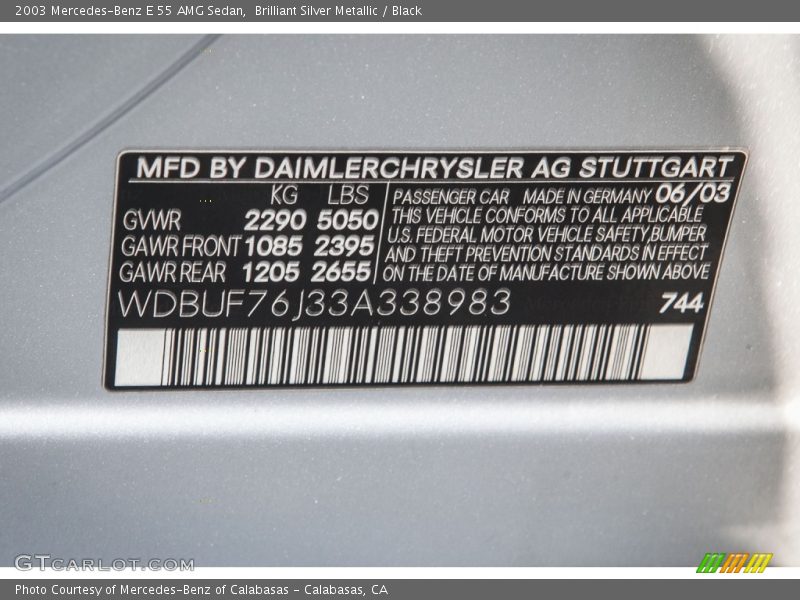 2003 Mercedes-Benz E 55 AMG Sedan,  Brilliant Silver Metallic / Black
MFD BY DAIMLERCHRYSLER AG STUTTGART
KG LBS
GVWR 2290 5050
GAWR FRONT 1085 2395
GAWR REAR 1205 2655
PASSENGER CAR MADE IN GERMANY 06/03
THIS VEHICLE CONFORMS TO ALL APPLICABLE
U.S. FEDERAL MOTOR VEHICLE SAFETY, BUMPER
AND THEFT PREVENTION STANDARDS IN EFFECT
ON THE DATE OF MANUFACTURE SHOWN ABOVE
WDBUF76J33A338983 744
GTCARLOT.COM
Photo Courtesy of Mercedes-Benz of Calabasas - Calabasas, CA